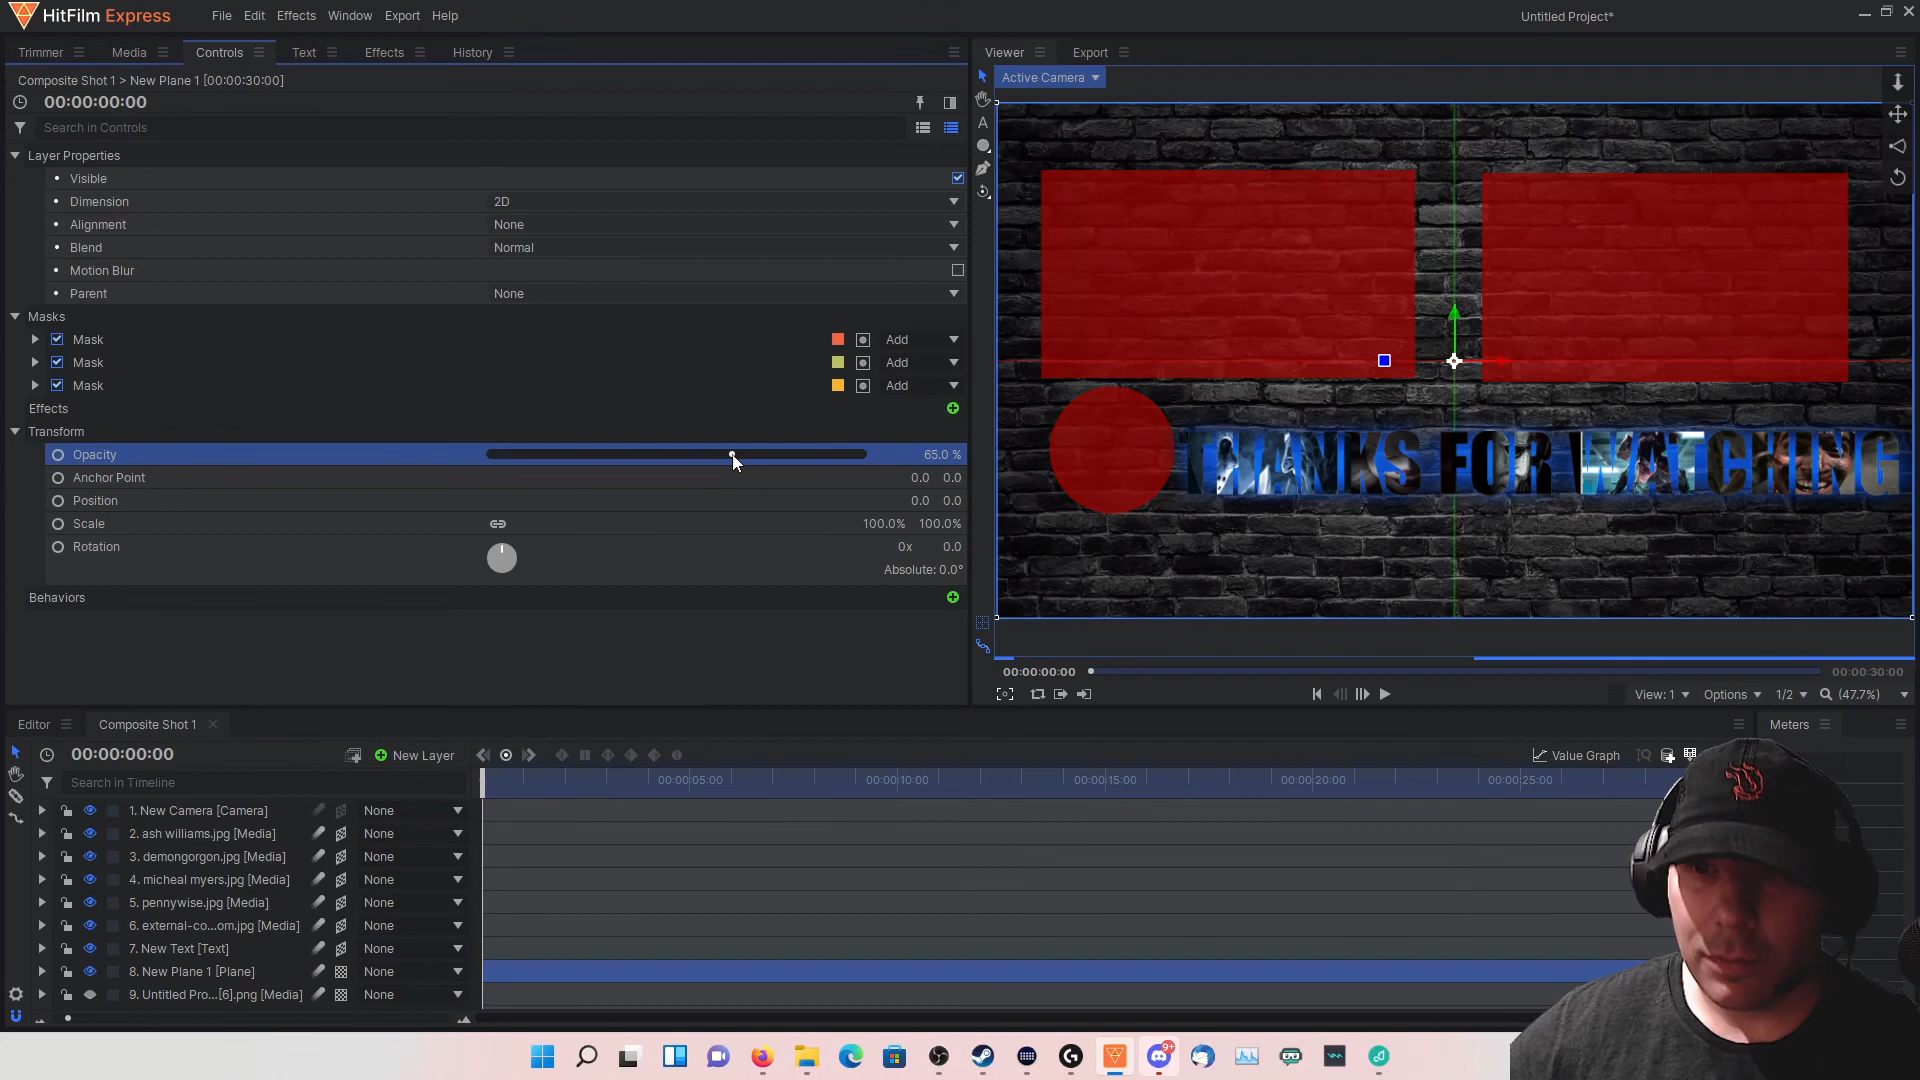 HitFilm Express File Edit Effects Window Export Help Untitled Project*
Trimmer Media Controls Text Effects History
Composite Shot 1 > New Plane 1 [00:00:30:00]
00:00:00:00
Search in Controls
Layer Properties
Visible
Dimension 2D
Alignment None
Blend Normal
Motion Blur
Parent None
Masks
Mask Add
Mask Add
Mask Add
Effects
Transform
Opacity 65.0 %
Anchor Point 0.0 0.0
Position 0.0 0.0
Scale 100.0% 100.0%
Rotation 0x 0.0
Absolute: 0.0°
Behaviors
Viewer Export
Active Camera
A
THANKS FOR WATCHING
00:00:00:00 00:00:30:00
View: 1 Options 1/2 (47.7%)
Editor Composite Shot 1 Meters
00:00:00:00 New Layer Value Graph
Search in Timeline
00:00:05:00 00:00:10:00 00:00:15:00 00:00:20:00 00:00:25:00
1. New Camera [Camera] None
2. ash williams.jpg [Media] None
3. demongorgon.jpg [Media] None
4. micheal myers.jpg [Media] None
5. pennywise.jpg [Media] None
6. external-co...om.jpg [Media] None
7. New Text [Text] None
8. New Plane 1 [Plane] None
9. Untitled Pro...[6].png [Media] None
9+